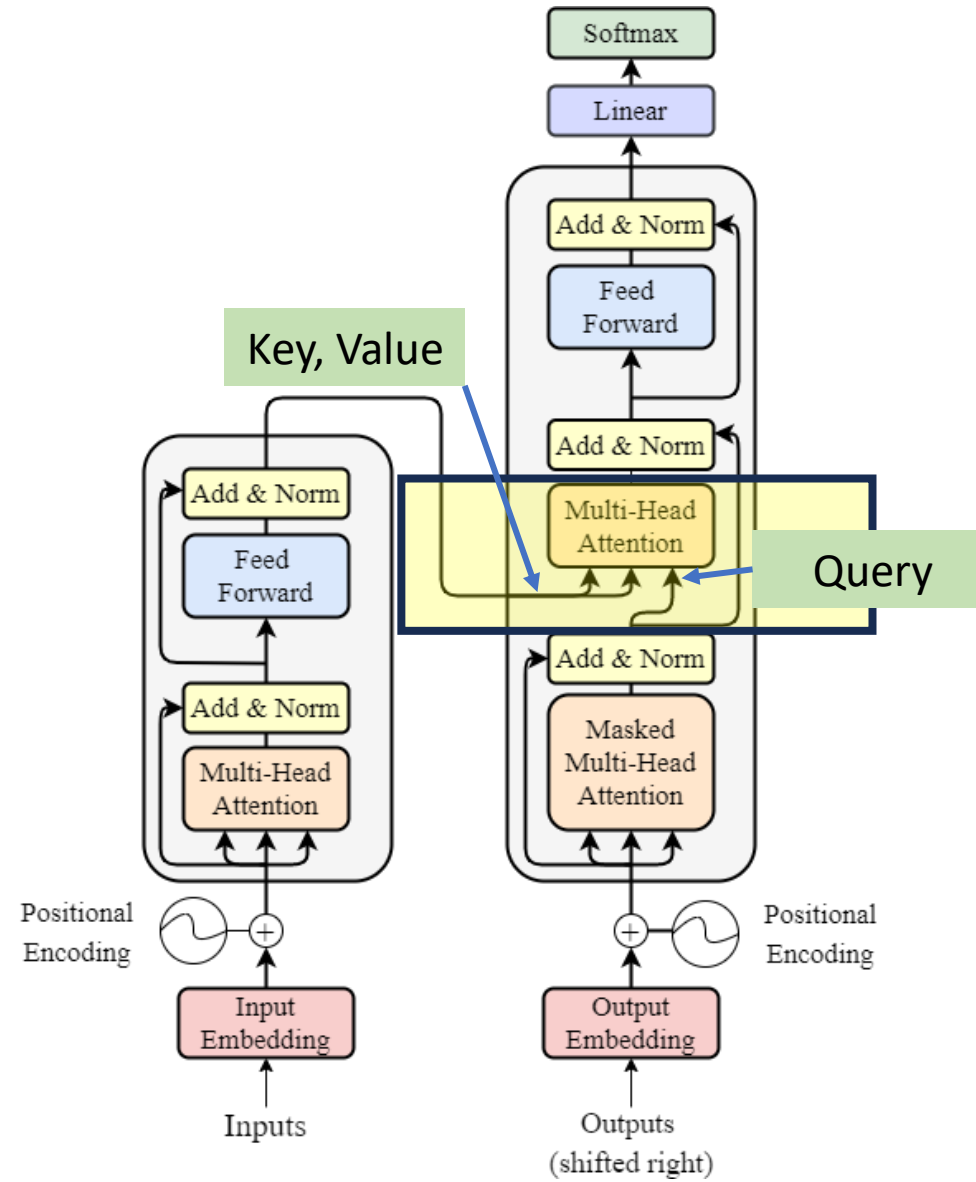 Softmax
Linear
Add & Norm
Feed
Forward
Key, Value
Add & Norm
Multi-Head
Attention
Query
Add & Norm
Masked
Multi-Head
Attention
Add & Norm
Feed
Forward
Add & Norm
Multi-Head
Attention
Positional
Encoding
+
+
Positional
Encoding
Input
Embedding
Output
Embedding
Inputs
Outputs
(shifted right)